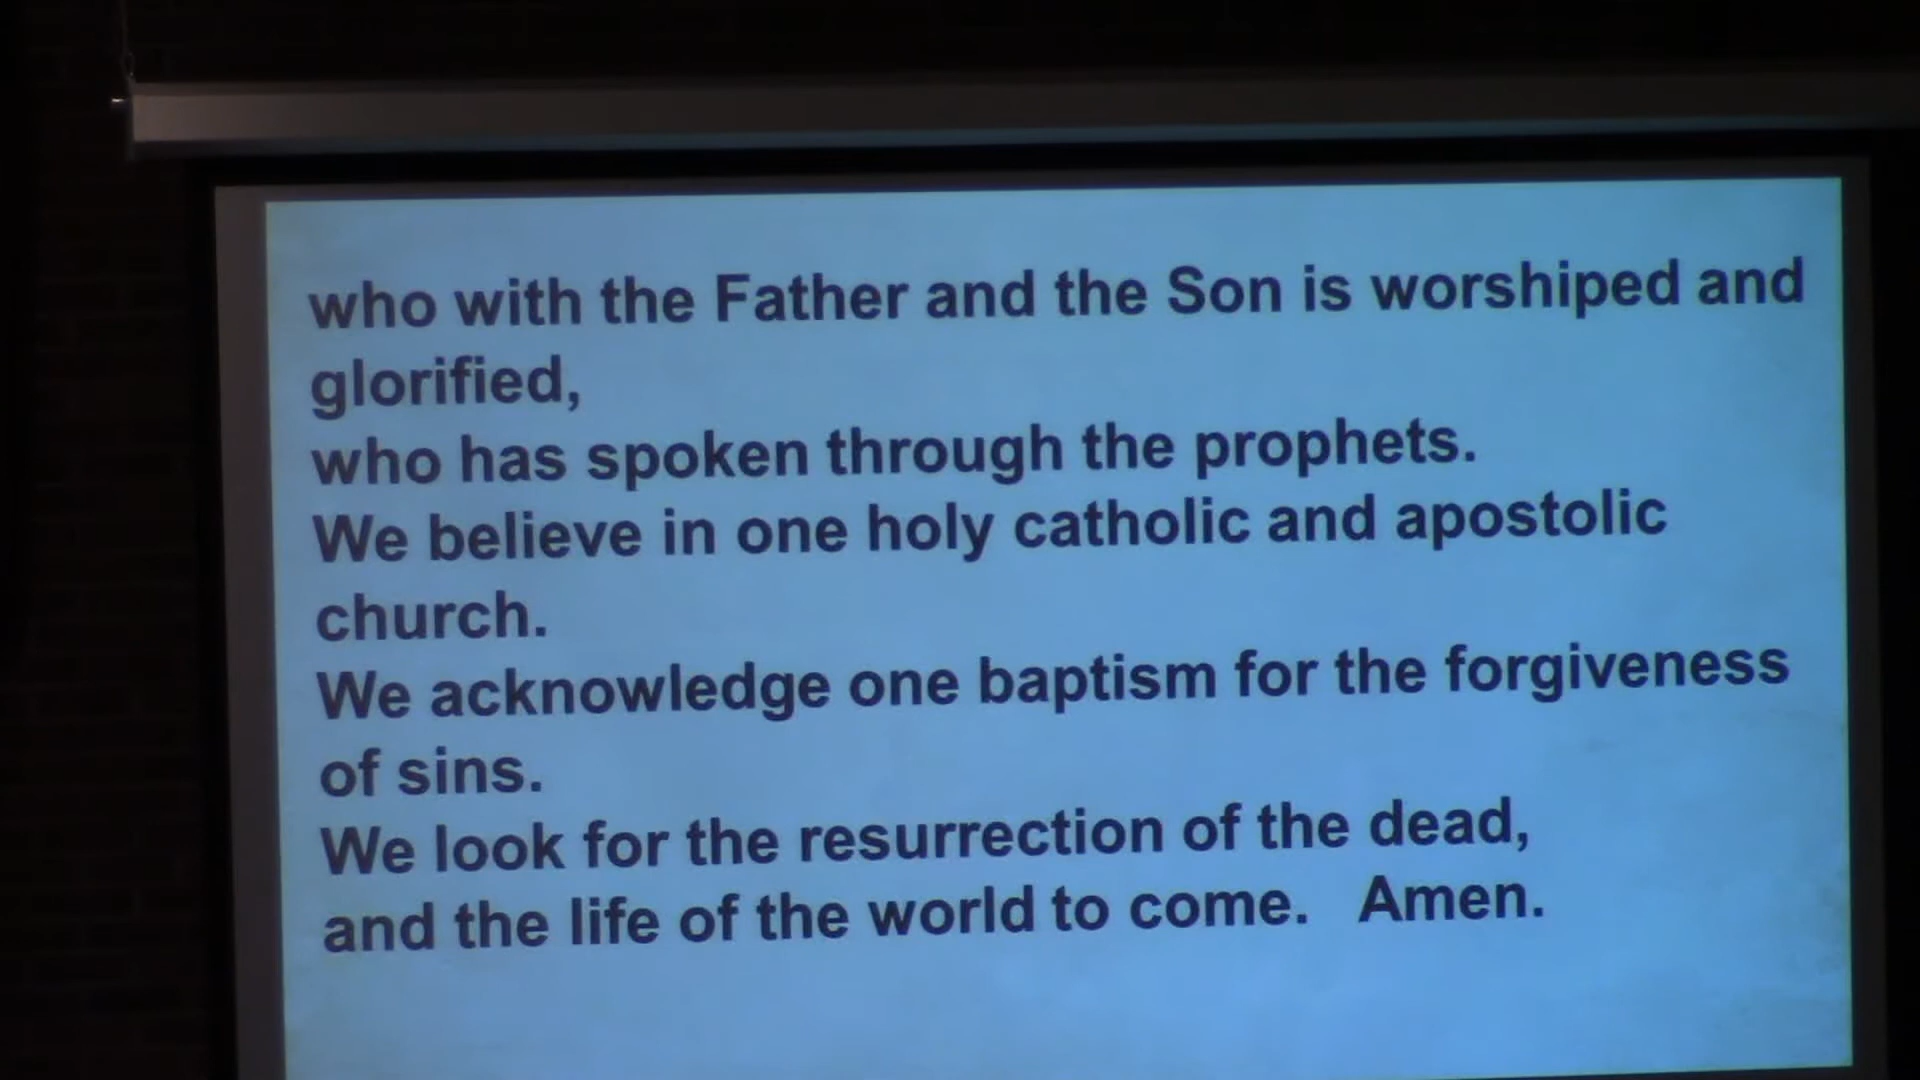 who with the Father and the Son is worshiped and
glorified,
who has spoken through the prophets.
We believe in one holy catholic and apostolic
church.
We acknowledge one baptism for the forgiveness
of sins.
We look for the resurrection of the dead,
and the life of the world to come. Amen.